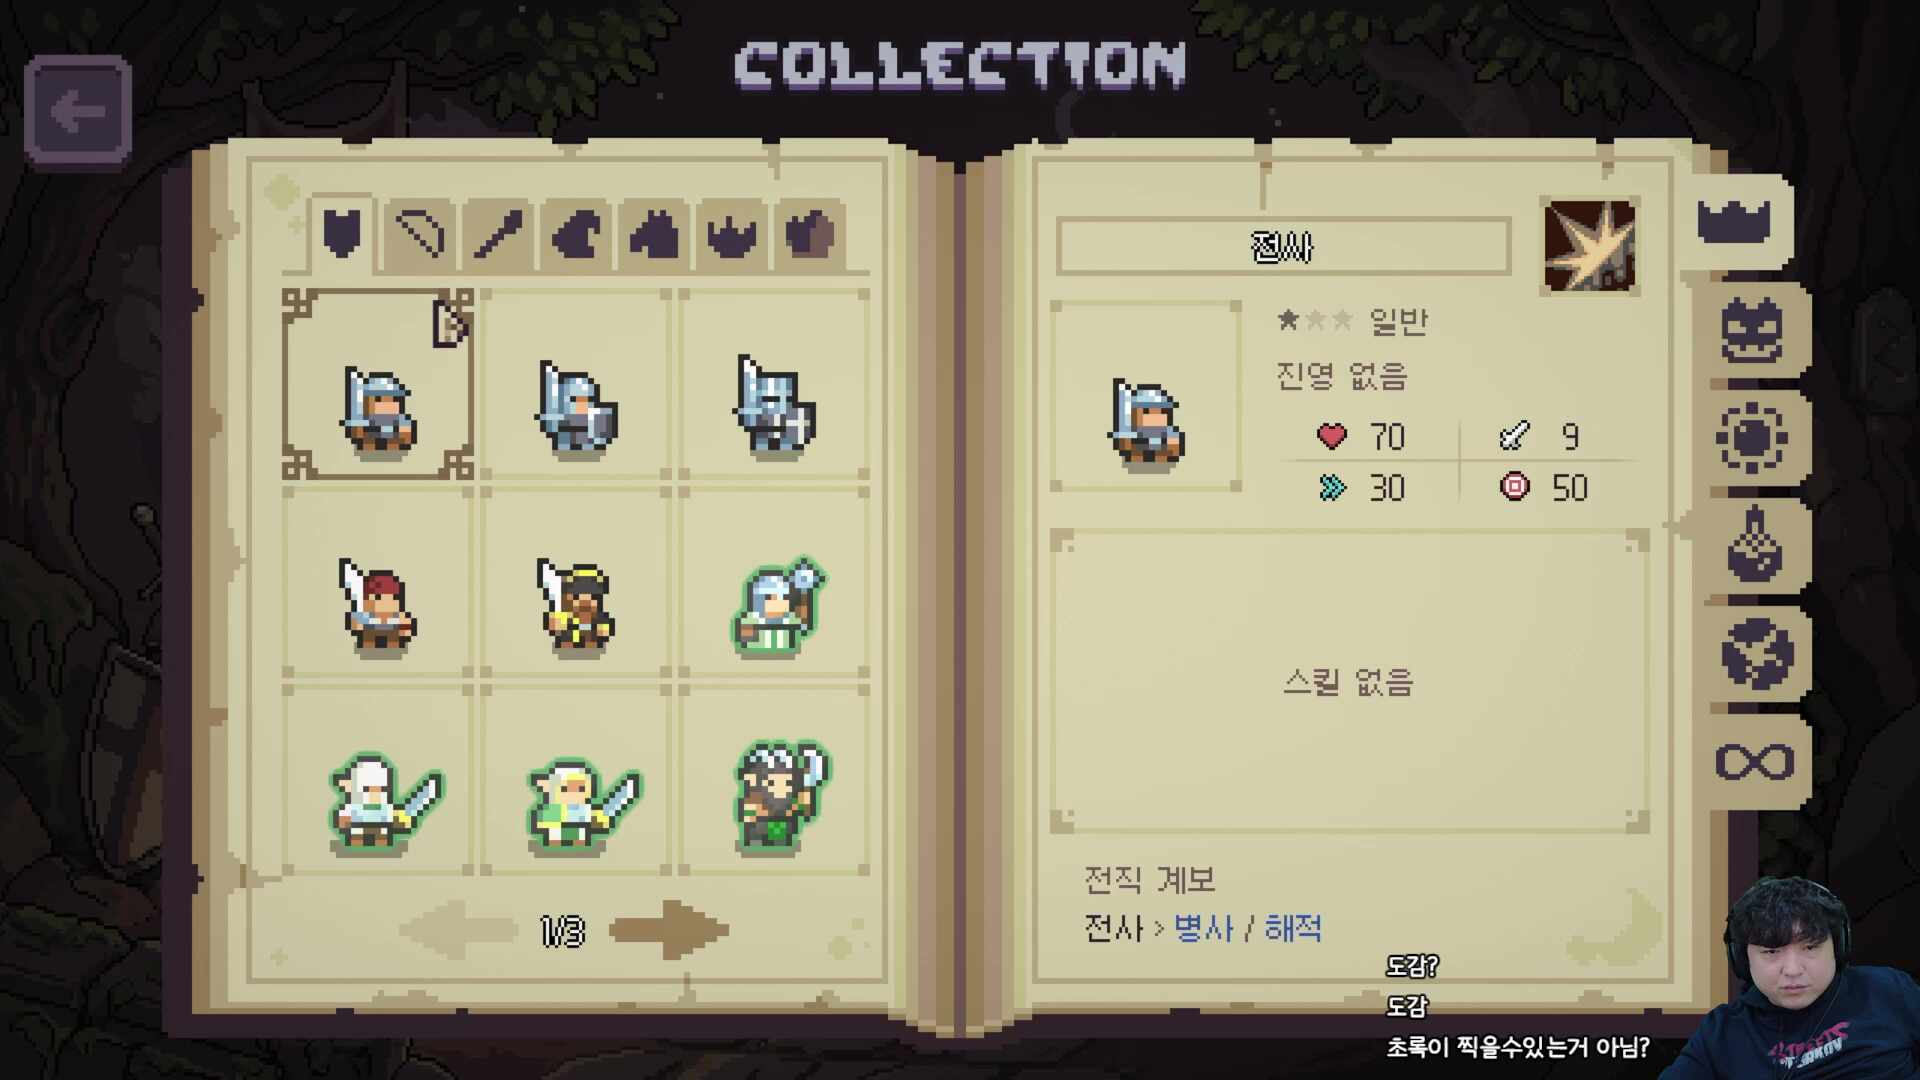 COLLECTION
전사
일반
진영 없음
70
9
30
50
스킬 없음
전직 계보
전사 > 병사 / 해적
1/3
도감?
도감
초록이 찍을수있는거 아님?